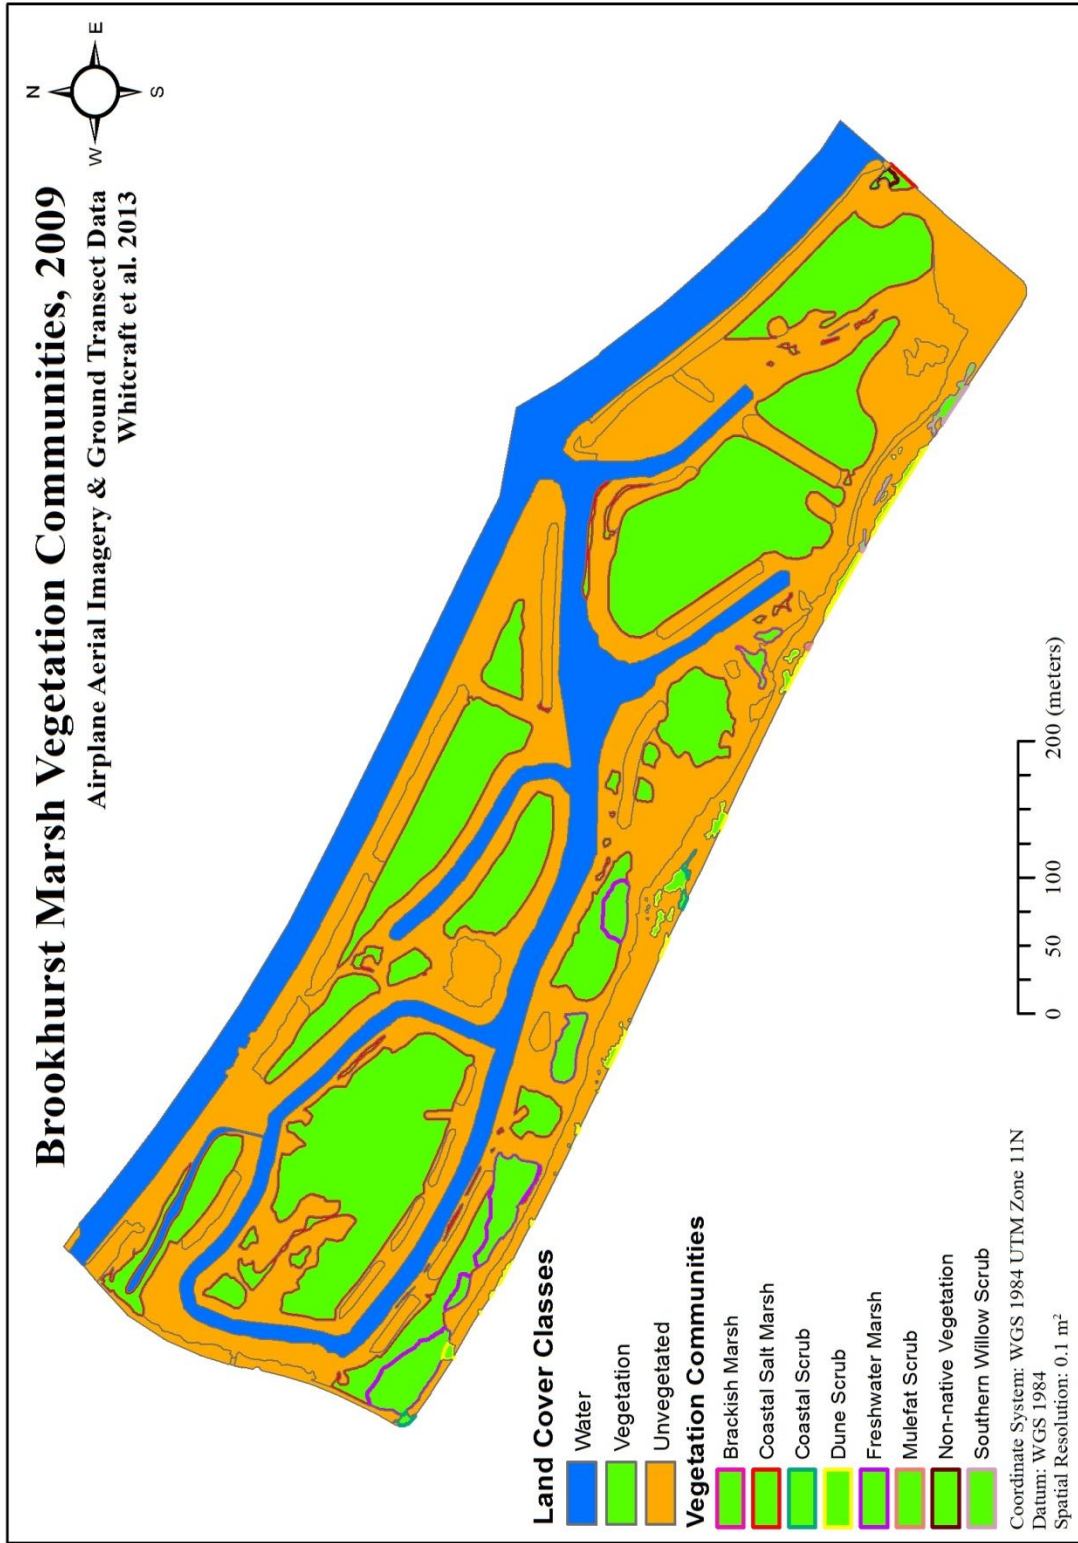 Brookhurst Marsh Vegetation Communities, 2009
Airplane Aerial Imagery & Ground Transect Data
Whitcraft et al. 2013
N
W
E
S
Land Cover Classes
Water
Vegetation
Unvegetated
Vegetation Communities
Brackish Marsh
Coastal Salt Marsh
Coastal Scrub
Dune Scrub
Freshwater Marsh
Mulefat Scrub
Non-native Vegetation
Southern Willow Scrub
0 50 100 200 (meters)
Coordinate System: WGS 1984 UTM Zone 11N
Datum: WGS 1984
Spatial Resolution: 0.1 m²